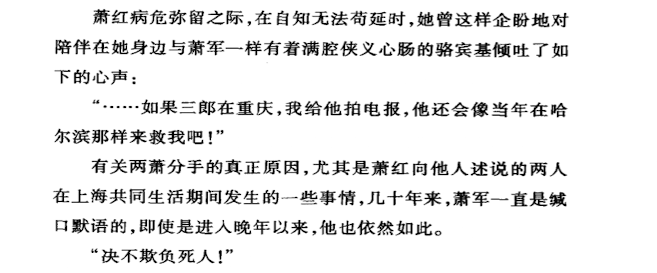 萧红病危弥留之际，在自知无法苟延时，她曾这样企盼地对
陪伴在她身边与萧军一样有着满腔侠义心肠的骆宾基倾吐了如
下的心声：
“……如果三郎在重庆，我给他拍电报，他还会像当年在哈
尔滨那样来救我吧！”
有关两萧分手的真正原因，尤其是萧红向他人述说的两人
在上海共同生活期间发生的一些事情，几十年来，萧军一直是缄
口默语的，即使是进入晚年以来，他也依然如此。
“决不欺负死人！”